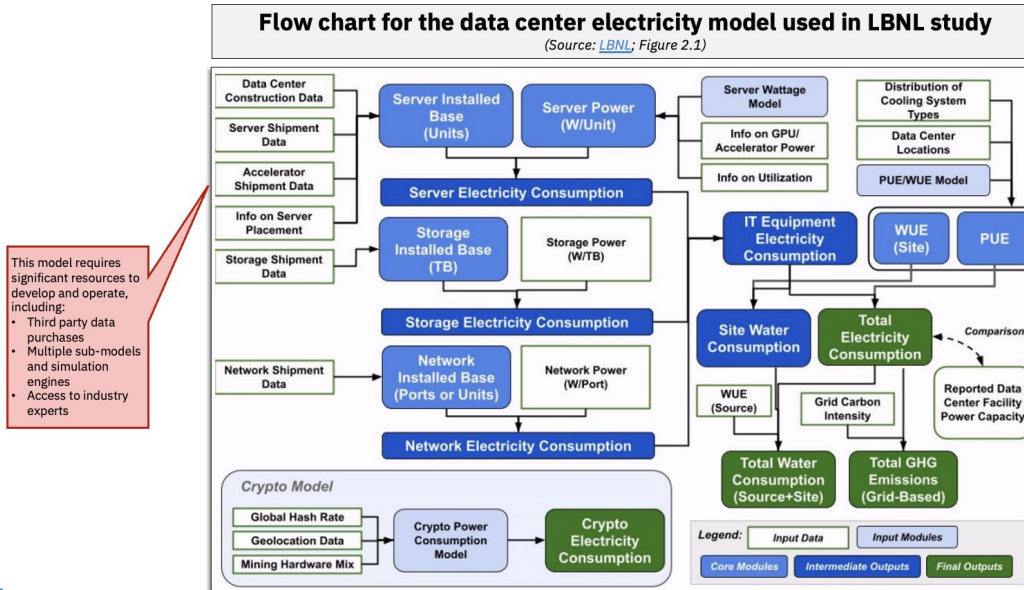 Flow chart for the data center electricity model used in LBNL study
(Source: LBNL; Figure 2.1)
Data Center
Construction Data
Server Shipment
Data
Accelerator
Shipment Data
Info on Server
Placement
Storage Shipment
Data
Network Shipment
Data
Server Installed
Base
(Units)
Server Power
(W/Unit)
Server Electricity Consumption
Storage
Installed Base
(TB)
Storage Power
(W/TB)
Storage Electricity Consumption
Network
Installed Base
(Ports or Units)
Network Power
(W/Port)
Network Electricity Consumption
Server Wattage
Model
Info on GPU/
Accelerator Power
Info on Utilization
Distribution of
Cooling System
Types
Data Center
Locations
PUE/WUE Model
IT Equipment
Electricity
Consumption
WUE
(Site)
PUE
Site Water
Consumption
Total
Electricity
Consumption
Comparison
Reported Data
Center Facility
Power Capacity
WUE
(Source)
Grid Carbon
Intensity
Total Water
Consumption
(Source+Site)
Total GHG
Emissions
(Grid-Based)
This model requires
significant resources to
develop and operate,
including:
• Third party data
purchases
• Multiple sub-models
and simulation
engines
• Access to industry
experts
Crypto Model
Global Hash Rate
Geolocation Data
Mining Hardware Mix
Crypto Power
Consumption
Model
Crypto
Electricity
Consumption
Legend:
Input Data
Input Modules
Core Modules
Intermediate Outputs
Final Outputs